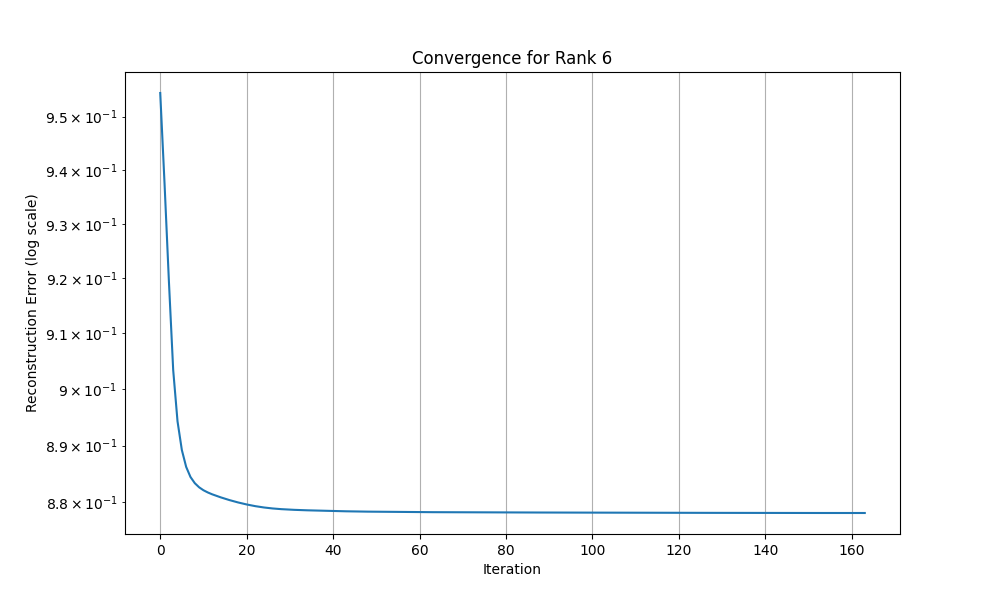 Convergence for Rank 6
Reconstruction Error (log scale)
9.5 × 10⁻¹
9.4 × 10⁻¹
9.3 × 10⁻¹
9.2 × 10⁻¹
9.1 × 10⁻¹
9 × 10⁻¹
8.9 × 10⁻¹
8.8 × 10⁻¹
0 20 40 60 80 100 120 140 160
Iteration